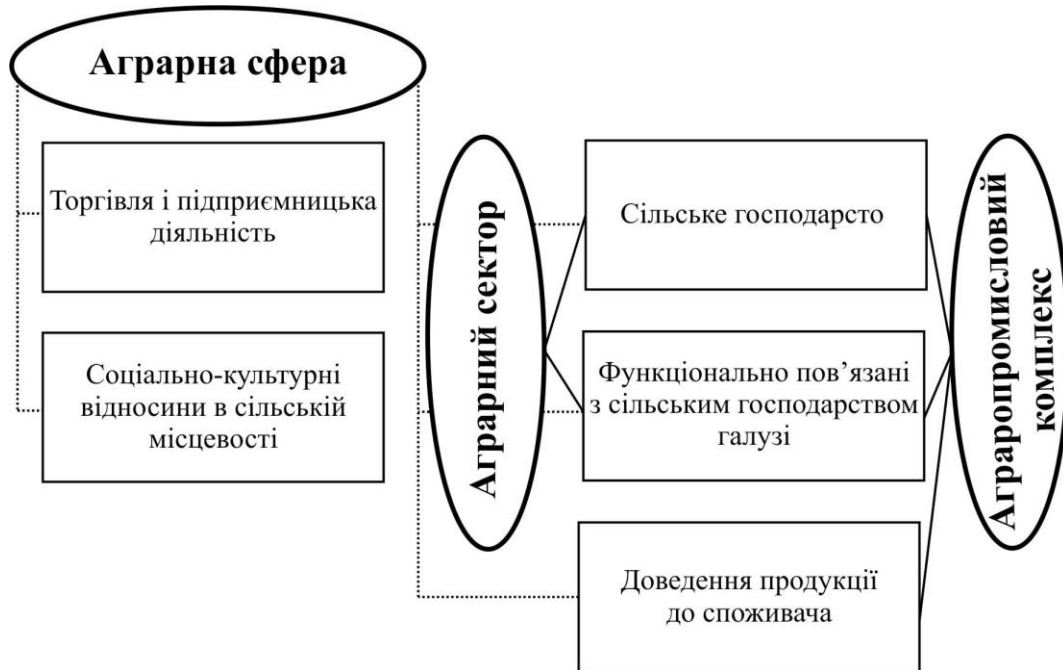 Аграрна сфера
Торгівля і підприємницька
діяльність
Соціально-культурні
відносини в сільській
місцевості
Аграрний сектор
Сільське господарсто
Функціонально пов’язані
з сільським господарством
галузі
Доведення продукції
до споживача
Аграропромисловий
комплекс